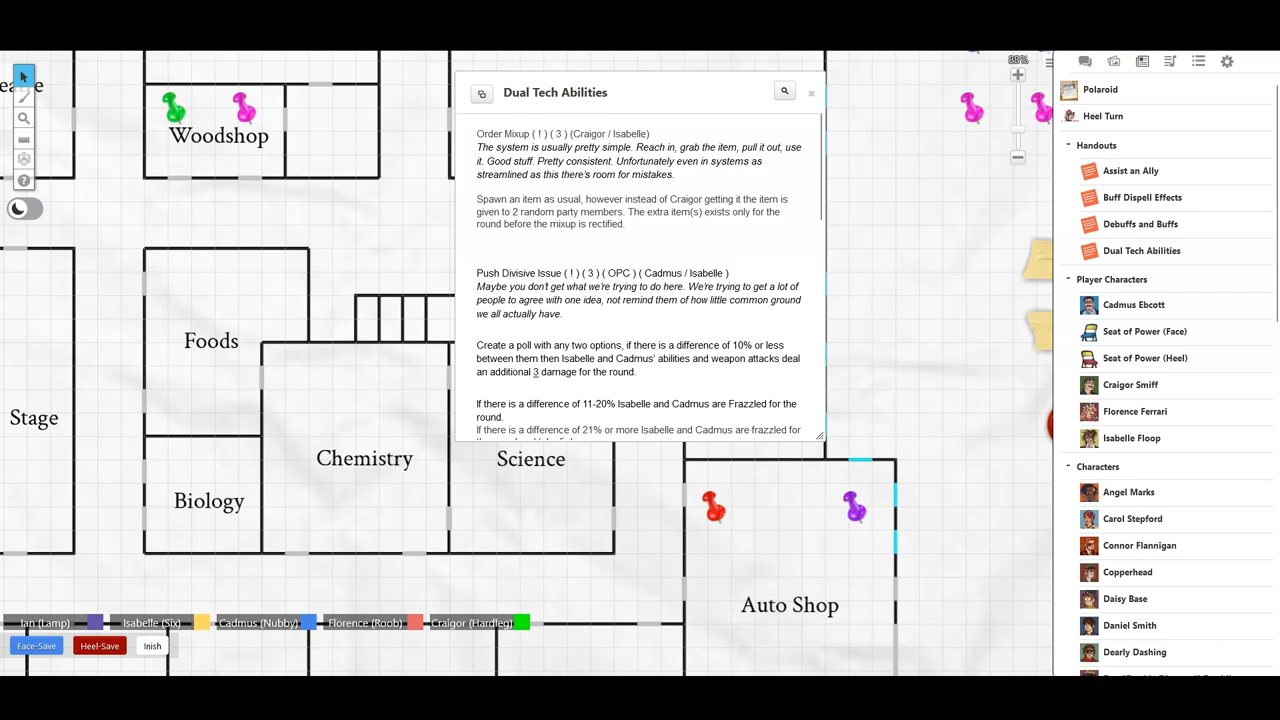 88%
Woodshop
Foods
Stage
Chemistry
Science
Biology
Auto Shop
Dual Tech Abilities
Order Mixup ( ! ) ( 3 ) (Craigor / Isabelle)
The system is usually pretty simple. Reach in, grab the item, pull it out, use
it. Good stuff. Pretty consistent. Unfortunately even in systems as
streamlined as this there's room for mistakes.
Spawn an item as usual, however instead of Craigor getting it the item is
given to 2 random party members. The extra item(s) exists only for the
round before the mixup is rectified.
Push Divisive Issue ( ! ) ( 3 ) ( OPC ) ( Cadmus / Isabelle )
Maybe you don't get what we're trying to do here. We're trying to get a lot of
people to agree with one idea, not remind them of how little common ground
we all actually have.
Create a poll with any two options, if there is a difference of 10% or less
between them then Isabelle and Cadmus' abilities and weapon attacks deal
an additional 3 damage for the round.
If there is a difference of 11-20% Isabelle and Cadmus are Frazzled for the
round.
If there is a difference of 21% or more Isabelle and Cadmus are frazzled for
Ian (Lamp)
Isabelle (Six)
Cadmus (Nubby)
Florence (Roob)
Craigor (Hardleg)
Face-Save
Heel-Save
Inish
Polaroid
Heel Turn
Handouts
Assist an Ally
Buff Dispell Effects
Debuffs and Buffs
Dual Tech Abilities
Player Characters
Cadmus Ebcott
Seat of Power (Face)
Seat of Power (Heel)
Craigor Smiff
Florence Ferrari
Isabelle Floop
Characters
Angel Marks
Carol Stepford
Connor Flannigan
Copperhead
Daisy Base
Daniel Smith
Dearly Dashing